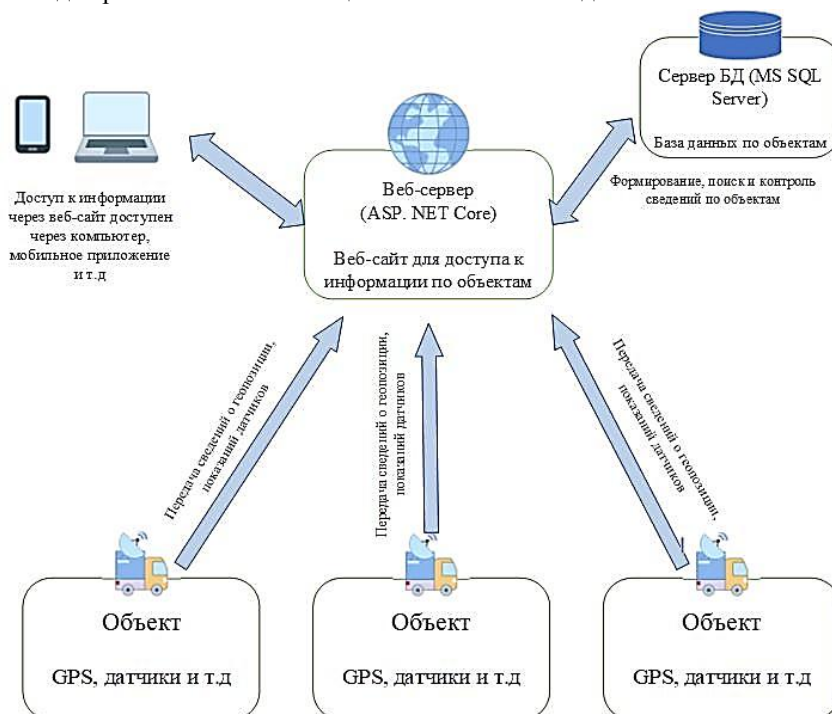 Сервер БД (MS SQL
Server)
База данных по объектам
Формирование, поиск и контроль
сведений по объектам
Веб-сервер
(ASP. NET Core)
Веб-сайт для доступа к
информации по объектам
Доступ к информации
через веб-сайт доступен
через компьютер,
мобильное приложение
и т.д
Передача сведений о геопозиции,
показаний датчиков
Передача сведений о геопозиции,
показаний датчиков
Передача сведений о геопозиции,
показаний датчиков
Объект
GPS, датчики и т.д
Объект
GPS, датчики и т.д
Объект
GPS, датчики и т.д